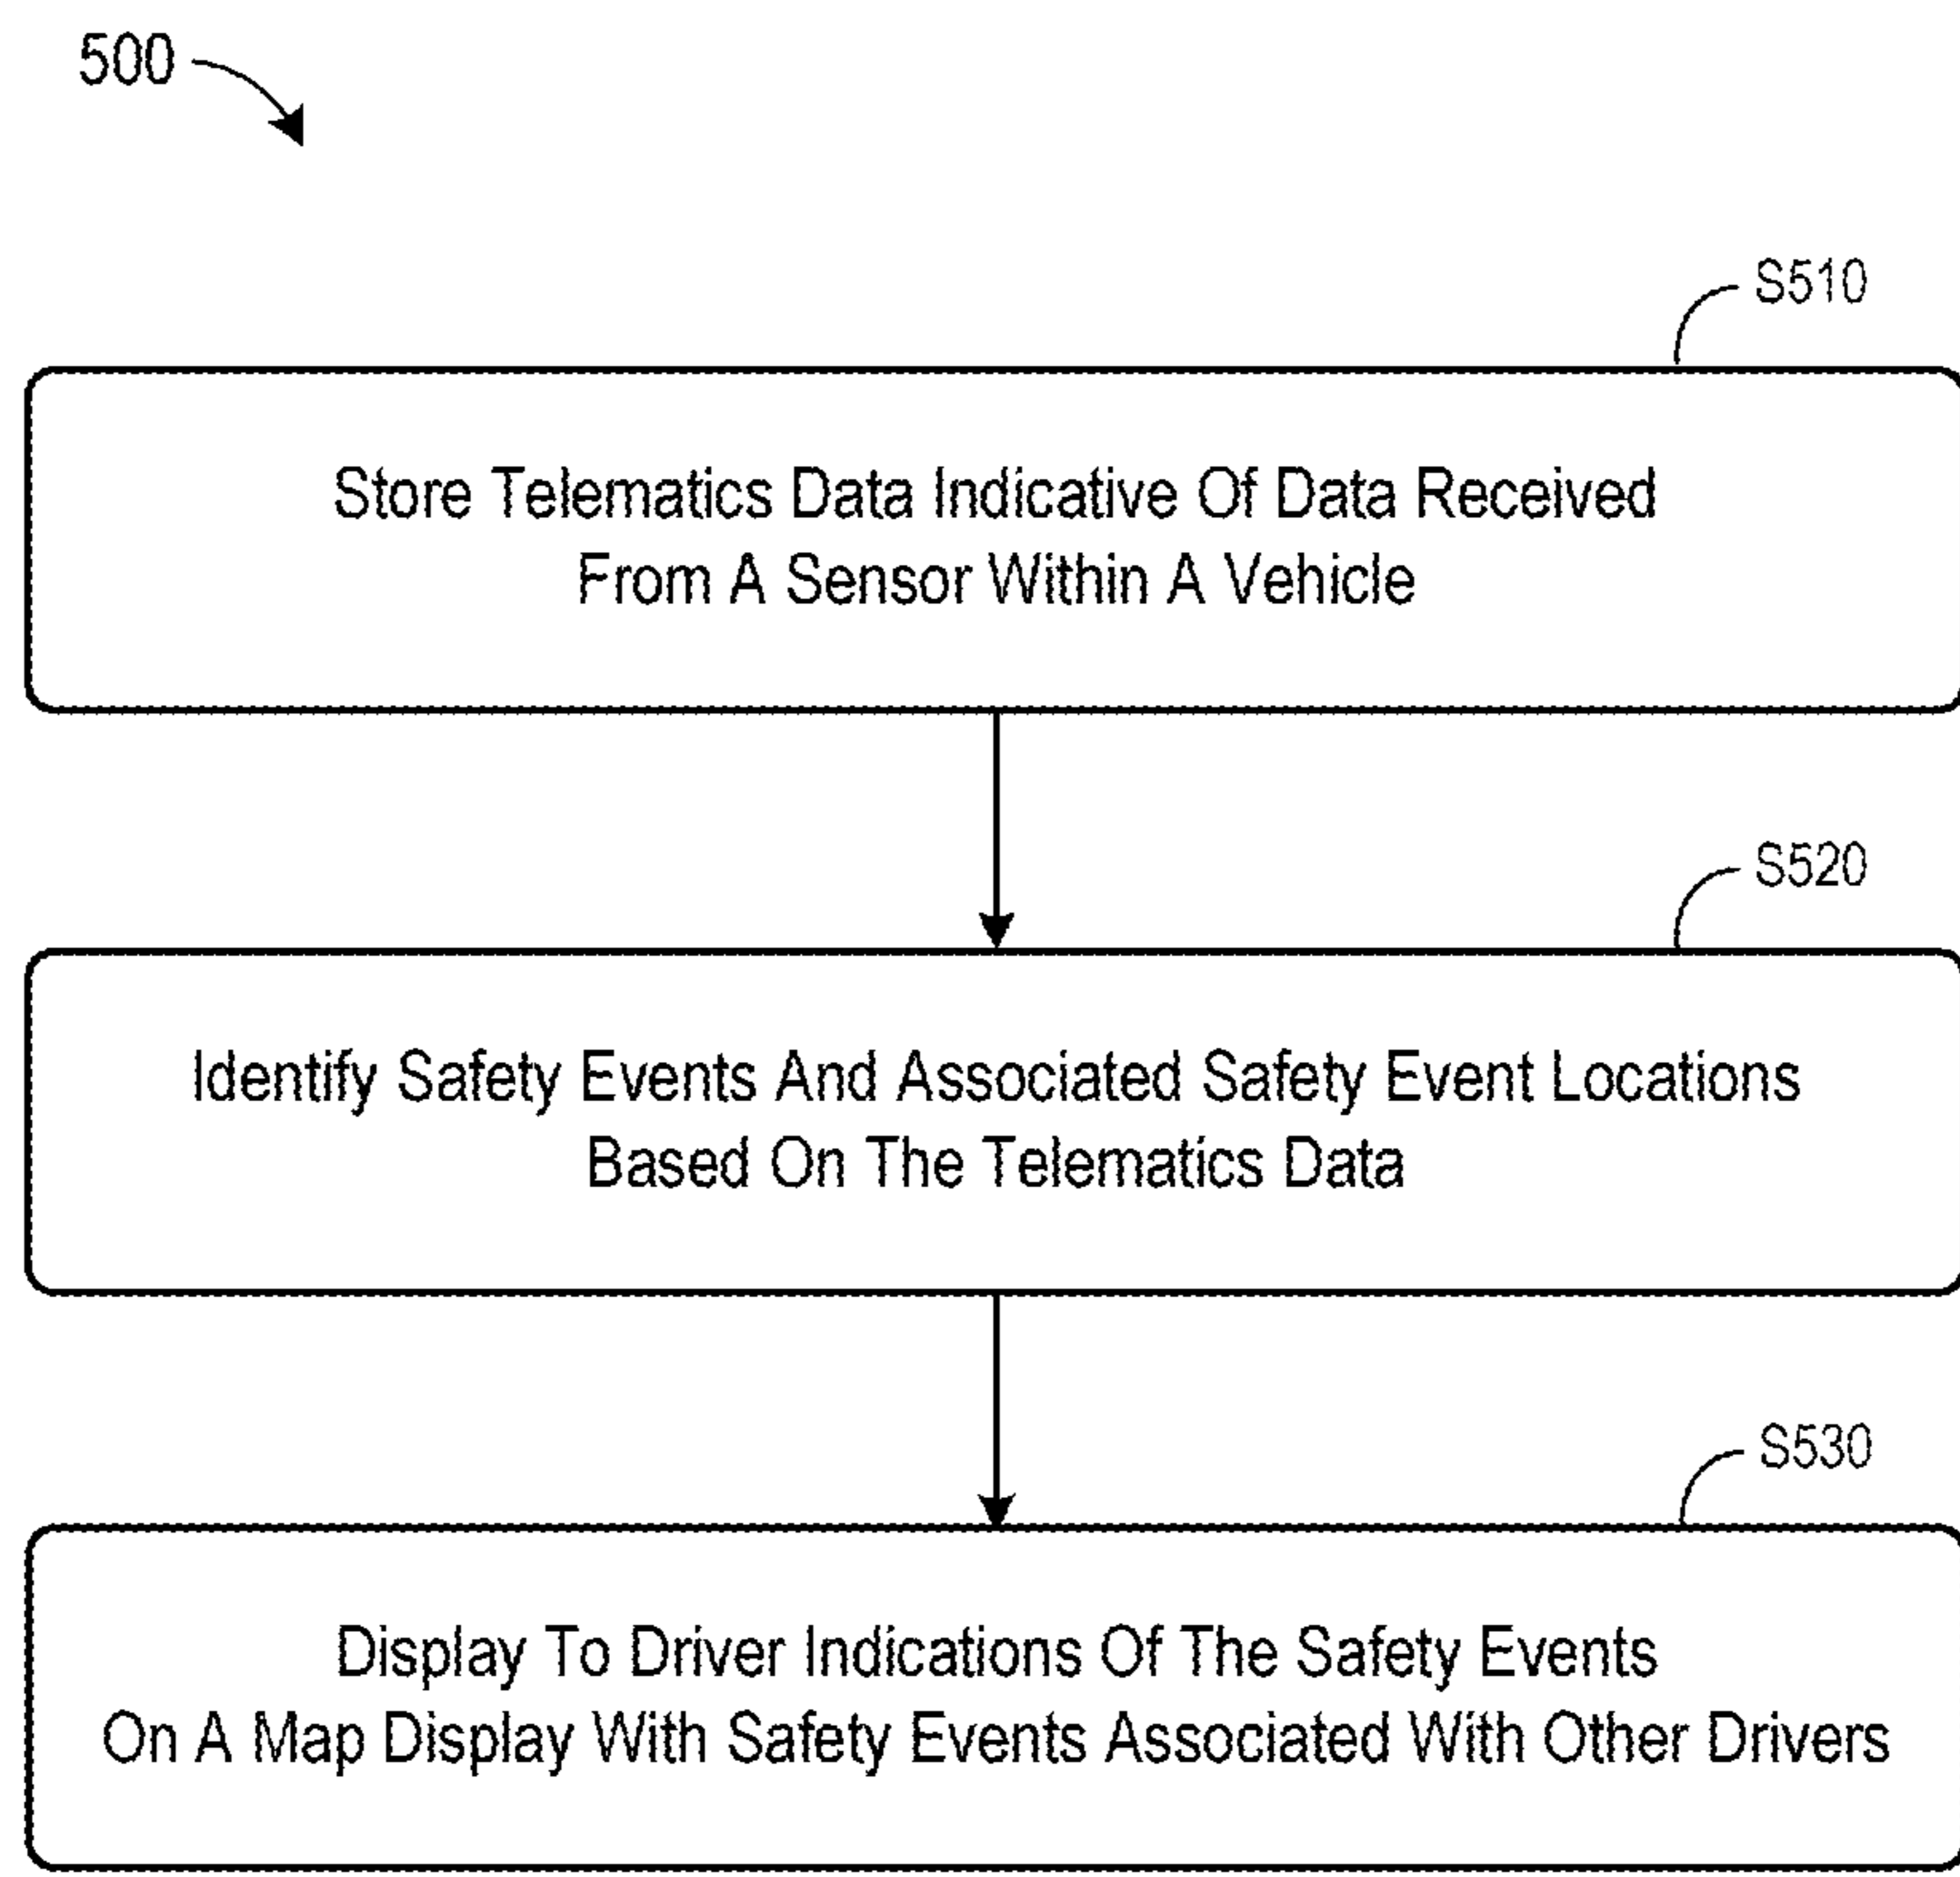 500
S510
Store Telematics Data Indicative Of Data Received
From A Sensor Within A Vehicle
S520
Identify Safety Events And Associated Safety Event Locations
Based On The Telematics Data
S530
Display To Driver Indications Of The Safety Events
On A Map Display With Safety Events Associated With Other Drivers